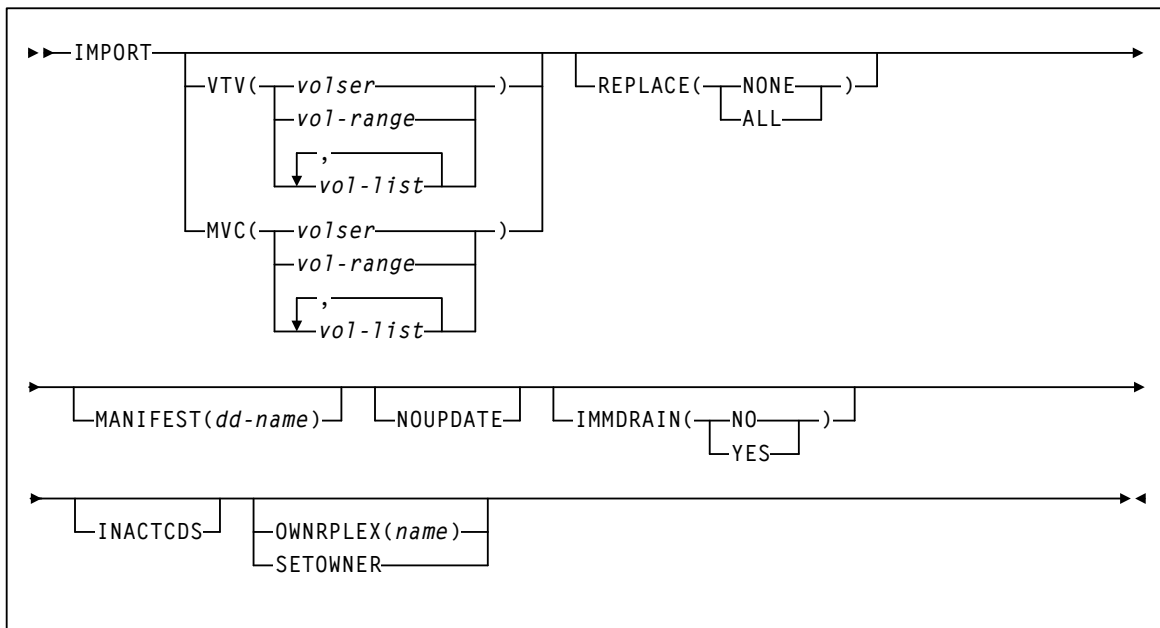 IMPORT
VTV( volser )
vol-range
,
vol-list
MVC( volser )
vol-range
,
vol-list
REPLACE( NONE )
ALL
MANIFEST(dd-name)
NOUPDATE
IMMDRAIN( NO )
YES
INACTCDS
OWNRPLEX(name)
SETOWNER